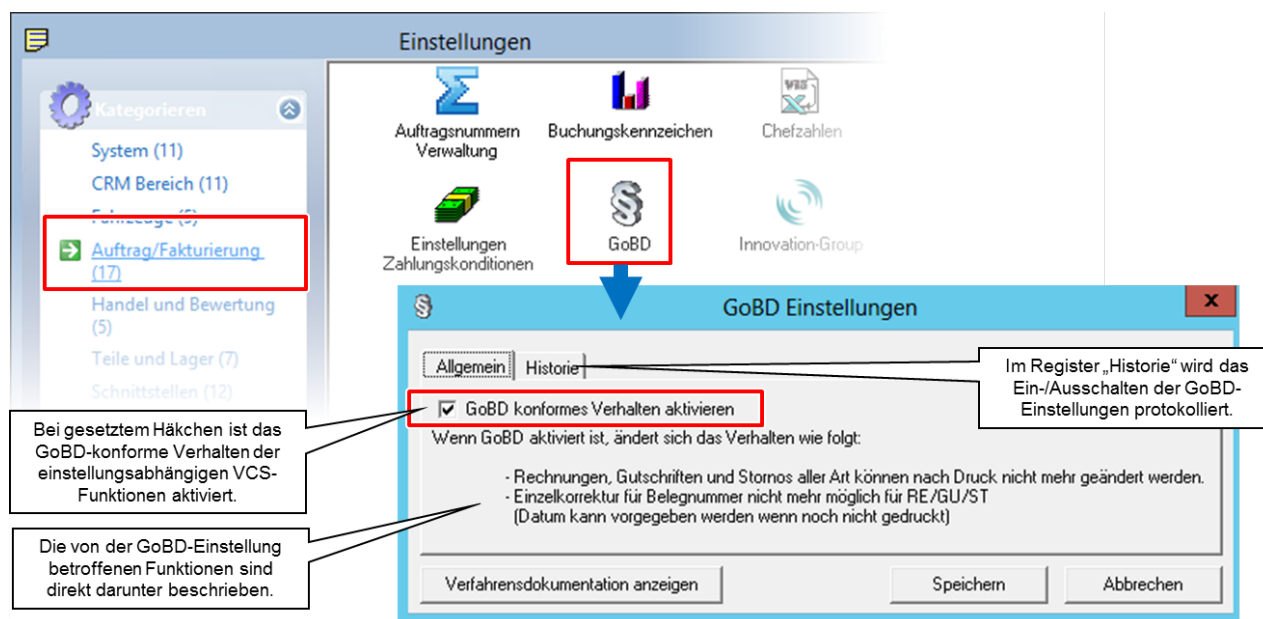 Einstellungen
Kategorieren
System (11)
CRM Bereich (11)
Fahrzeuge (5)
Auftrag/Fakturierung
(17)
Handel und Bewertung
(5)
Teile und Lager (7)
Schnittstellen (12)
Auftragsnummern
Verwaltung
Buchungskennzeichen
Chefzahlen
Einstellungen
Zahlungskonditionen
GoBD
Innovation-Group
GoBD Einstellungen
x
Allgemein
Historie
GoBD konformes Verhalten aktivieren
Wenn GoBD aktiviert ist, ändert sich das Verhalten wie folgt:
- Rechnungen, Gutschriften und Stornos aller Art können nach Druck nicht mehr geändert werden.
- Einzelkorrektur für Belegnummer nicht mehr möglich für RE/GU/ST
(Datum kann vorgegeben werden wenn noch nicht gedruckt)
Verfahrensdokumentation anzeigen
Speichern
Abbrechen
Im Register „Historie“ wird das
Ein-/Ausschalten der GoBD-
Einstellungen protokolliert.
Bei gesetztem Häkchen ist das
GoBD-konforme Verhalten der
einstellungsabhängigen VCS-
Funktionen aktiviert.
Die von der GoBD-Einstellung
betroffenen Funktionen sind
direkt darunter beschrieben.